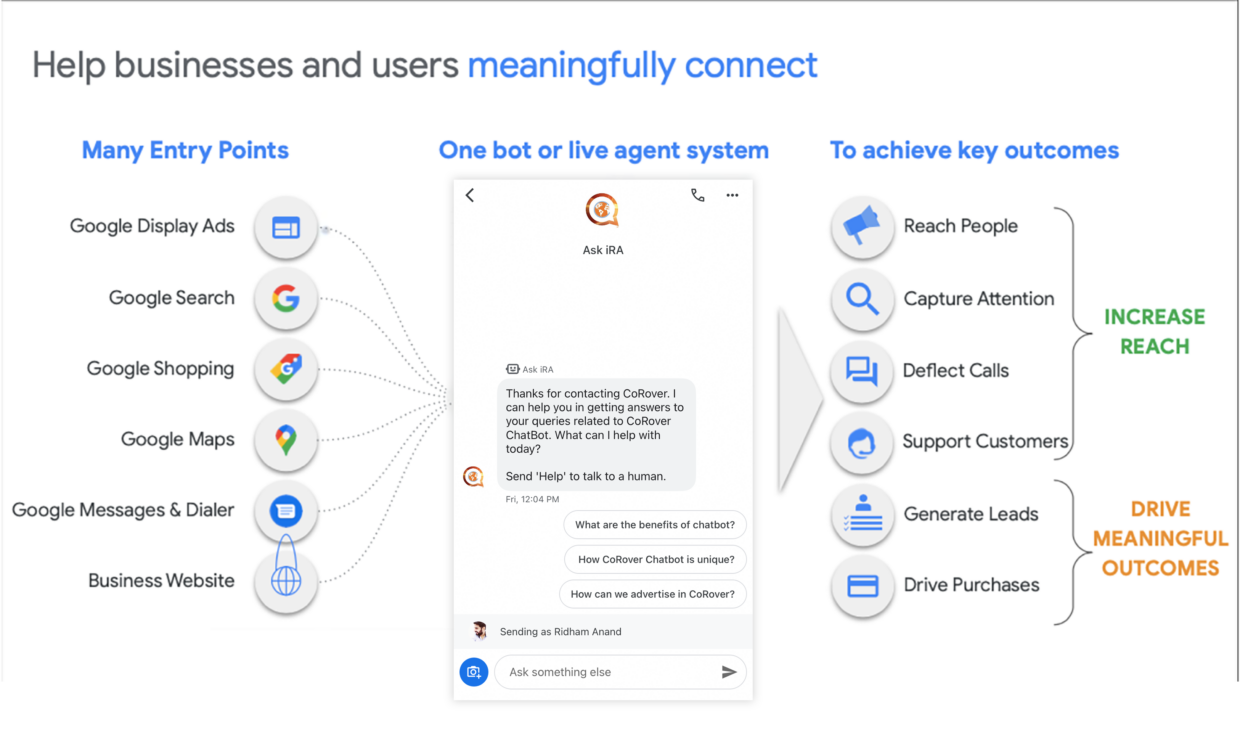 Help businesses and users meaningfully connect
Many Entry Points
Google Display Ads
Google Search
Google Shopping
Google Maps
Google Messages & Dialer
Business Website
One bot or live agent system
Ask iRA
Ask iRA
Thanks for contacting CoRover. I
can help you in getting answers to
your queries related to CoRover
ChatBot. What can I help with
today?
Send 'Help' to talk to a human.
Fri, 12:04 PM
What are the benefits of chatbot?
How CoRover Chatbot is unique?
How can we advertise in CoRover?
Sending as Ridham Anand
Ask something else
To achieve key outcomes
Reach People
Capture Attention
Deflect Calls
Support Customers
Generate Leads
Drive Purchases
INCREASE
REACH
DRIVE
MEANINGFUL
OUTCOMES